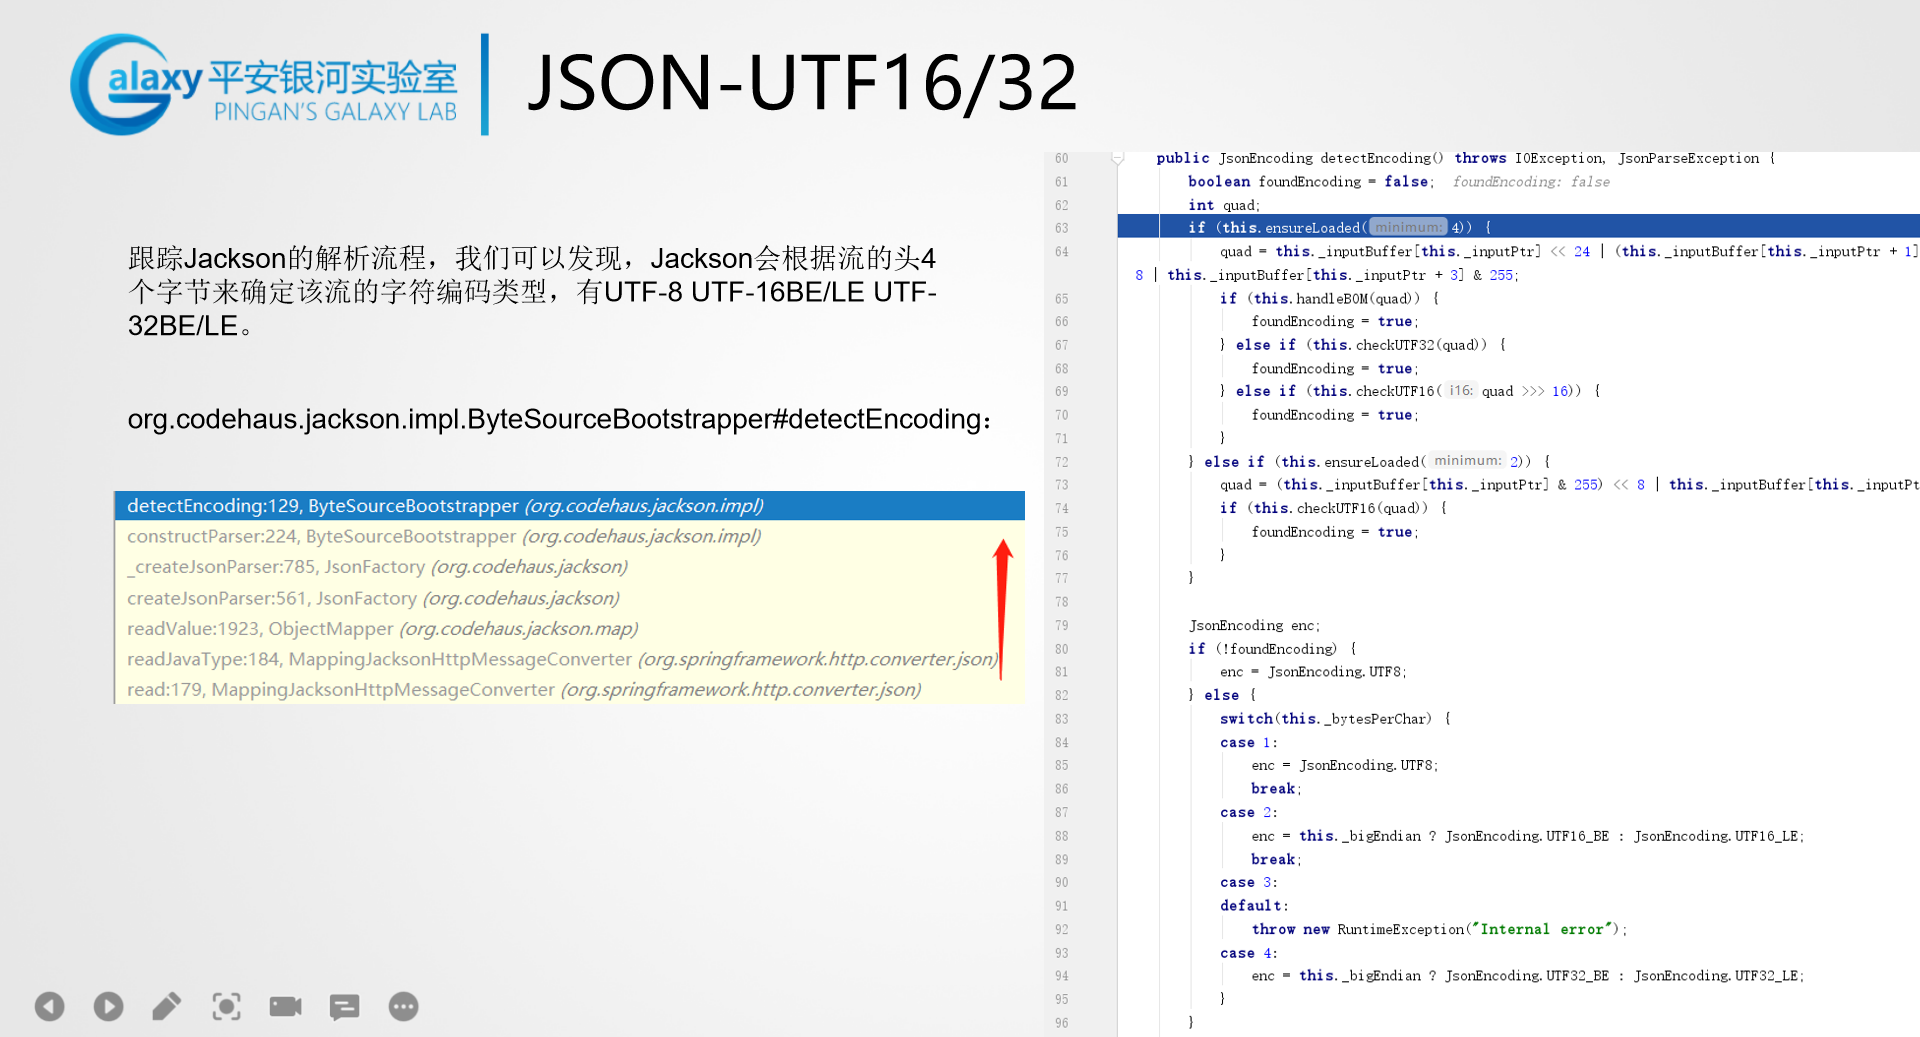 Galaxy 平安银河实验室
PINGAN'S GALAXY LAB
JSON-UTF16/32
跟踪Jackson的解析流程，我们可以发现，Jackson会根据流的头4
个字节来确定该流的字符编码类型，有UTF-8 UTF-16BE/LE UTF-
32BE/LE。
org.codehaus.jackson.impl.ByteSourceBootstrapper#detectEncoding：
detectEncoding:129, ByteSourceBootstrapper (org.codehaus.jackson.impl)
constructParser:224, ByteSourceBootstrapper (org.codehaus.jackson.impl)
_createJsonParser:785, JsonFactory (org.codehaus.jackson)
createJsonParser:561, JsonFactory (org.codehaus.jackson)
readValue:1923, ObjectMapper (org.codehaus.jackson.map)
readJavaType:184, MappingJacksonHttpMessageConverter (org.springframework.http.converter.json)
read:179, MappingJacksonHttpMessageConverter (org.springframework.http.converter.json)
60 public JsonEncoding detectEncoding() throws IOException, JsonParseException {
61 boolean foundEncoding = false; foundEncoding: false
62 int quad;
63 if (this.ensureLoaded( minimum: 4)) {
64 quad = this._inputBuffer[this._inputPtr] << 24 | (this._inputBuffer[this._inputPtr + 1]
8 | this._inputBuffer[this._inputPtr + 3] & 255;
65 if (this.handleBOM(quad)) {
66 foundEncoding = true;
67 } else if (this.checkUTF32(quad)) {
68 foundEncoding = true;
69 } else if (this.checkUTF16( i16: quad >>> 16)) {
70 foundEncoding = true;
71 }
72 } else if (this.ensureLoaded( minimum: 2)) {
73 quad = (this._inputBuffer[this._inputPtr] & 255) << 8 | this._inputBuffer[this._inputPt
74 if (this.checkUTF16(quad)) {
75 foundEncoding = true;
76 }
77 }
78
79 JsonEncoding enc;
80 if (!foundEncoding) {
81 enc = JsonEncoding.UTF8;
82 } else {
83 switch(this._bytesPerChar) {
84 case 1:
85 enc = JsonEncoding.UTF8;
86 break;
87 case 2:
88 enc = this._bigEndian ? JsonEncoding.UTF16_BE : JsonEncoding.UTF16_LE;
89 break;
90 case 3:
91 default:
92 throw new RuntimeException("Internal error");
93 case 4:
94 enc = this._bigEndian ? JsonEncoding.UTF32_BE : JsonEncoding.UTF32_LE;
95 }
96 }